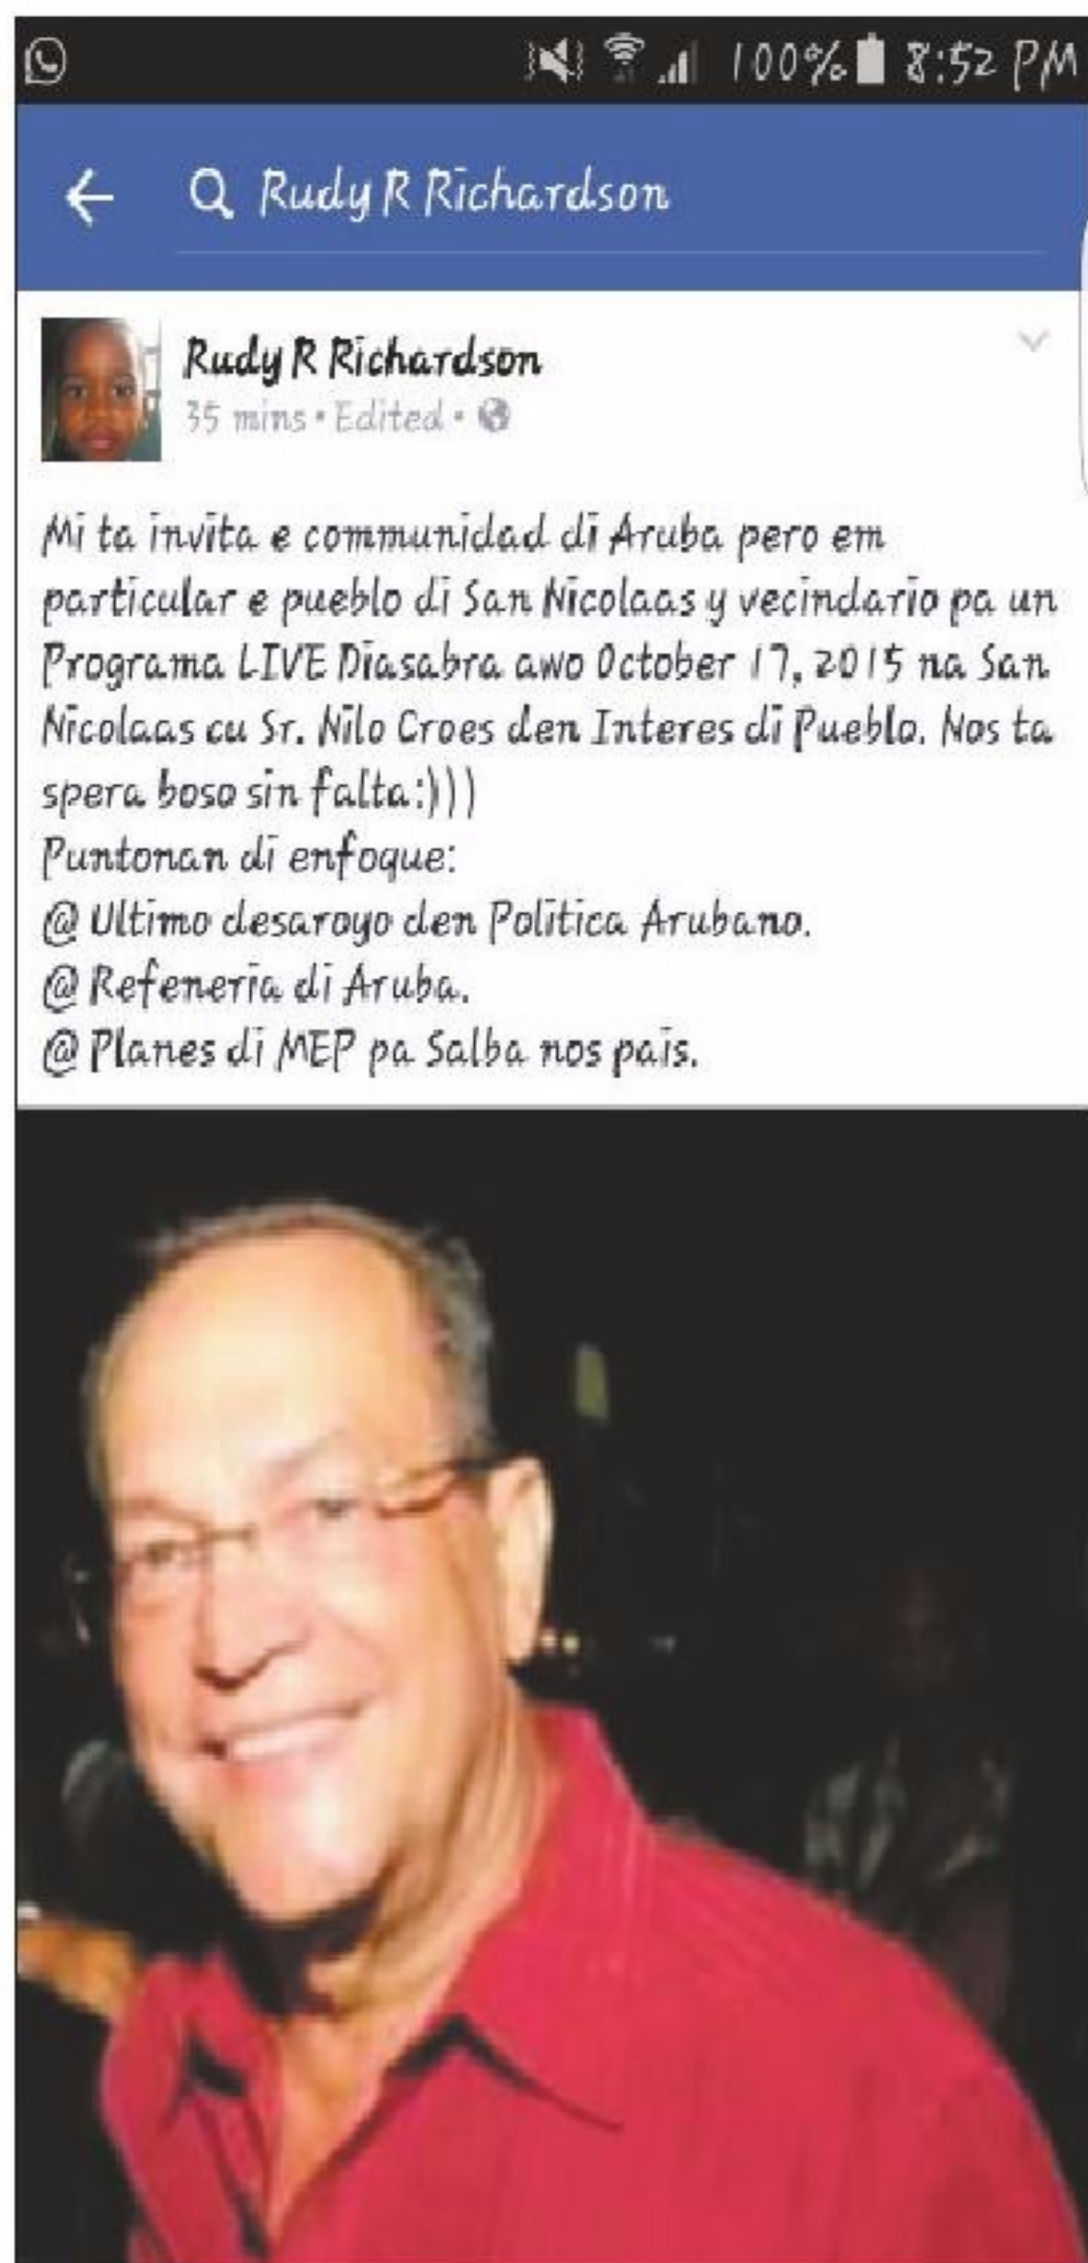 100% 8:52 PM
Rudy R Richardson
Rudy R Richardson
35 mins • Edited •
Mi ta invita e communidad di Aruba pero em
particular e pueblo di San Nicolaas y vecindario pa un
Programa LIVE Diasabra awo October 17, 2015 na San
Nicolaas cu Sr. Nilo Croes den Interes di Pueblo. Nos ta
spera boso sin falta:)))
Puntonan di enfoque:
@ Ultimo desaroyo den Politica Arubano.
@ Refeneria di Aruba.
@ Planes di MEP pa Salba nos pais.